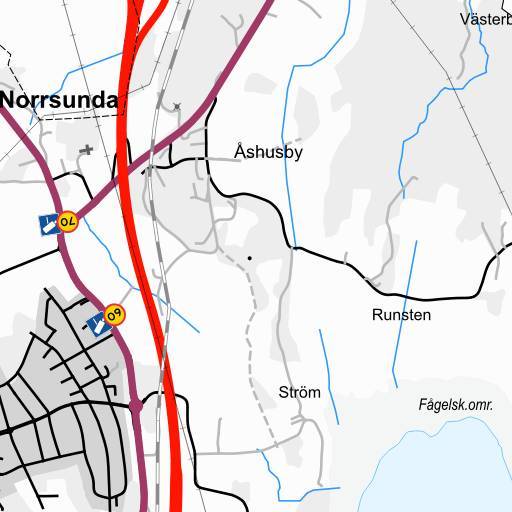 Västerb
Norrsunda
Åshusby
70
60
Runsten
Ström
Fågelsk.omr.